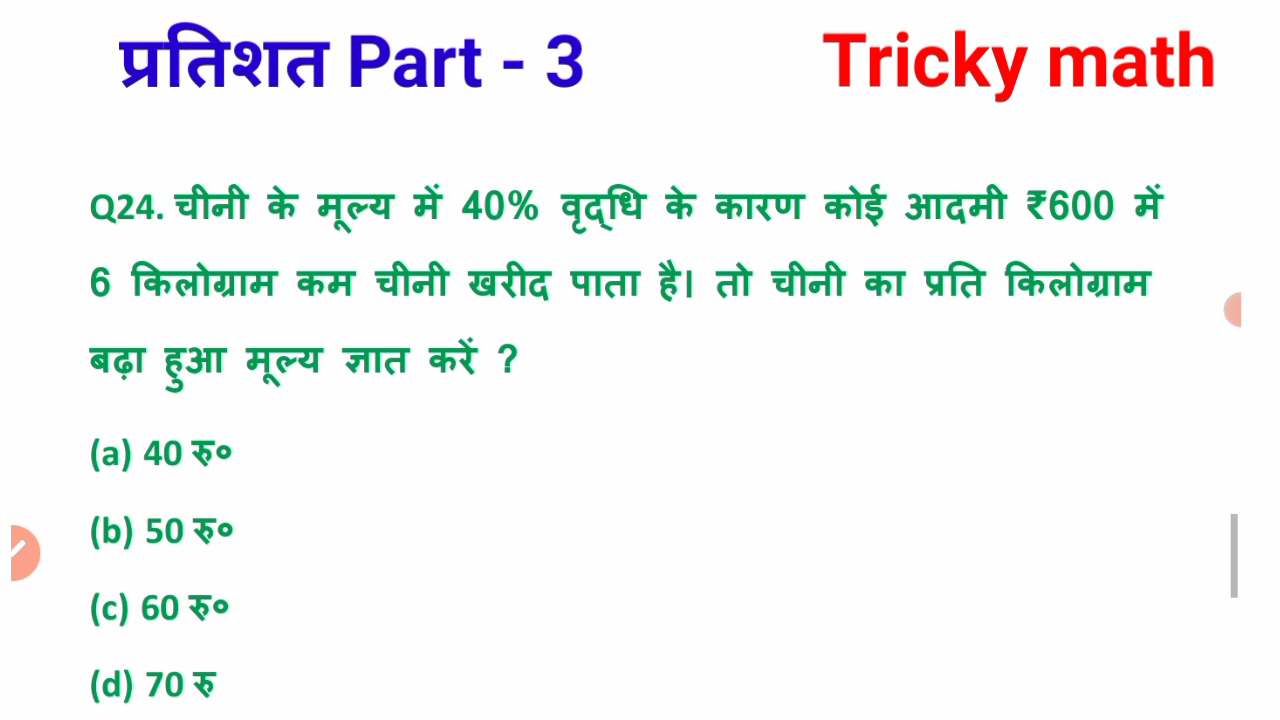 प्रतिशत Part - 3 Tricky math
Q24. चीनी के मूल्य में 40% वृद्धि के कारण कोई आदमी ₹600 में
6 किलोग्राम कम चीनी खरीद पाता है। तो चीनी का प्रति किलोग्राम
बढ़ा हुआ मूल्य ज्ञात करें ?
(a) 40 रु०
(b) 50 रु०
(c) 60 रु०
(d) 70 रु